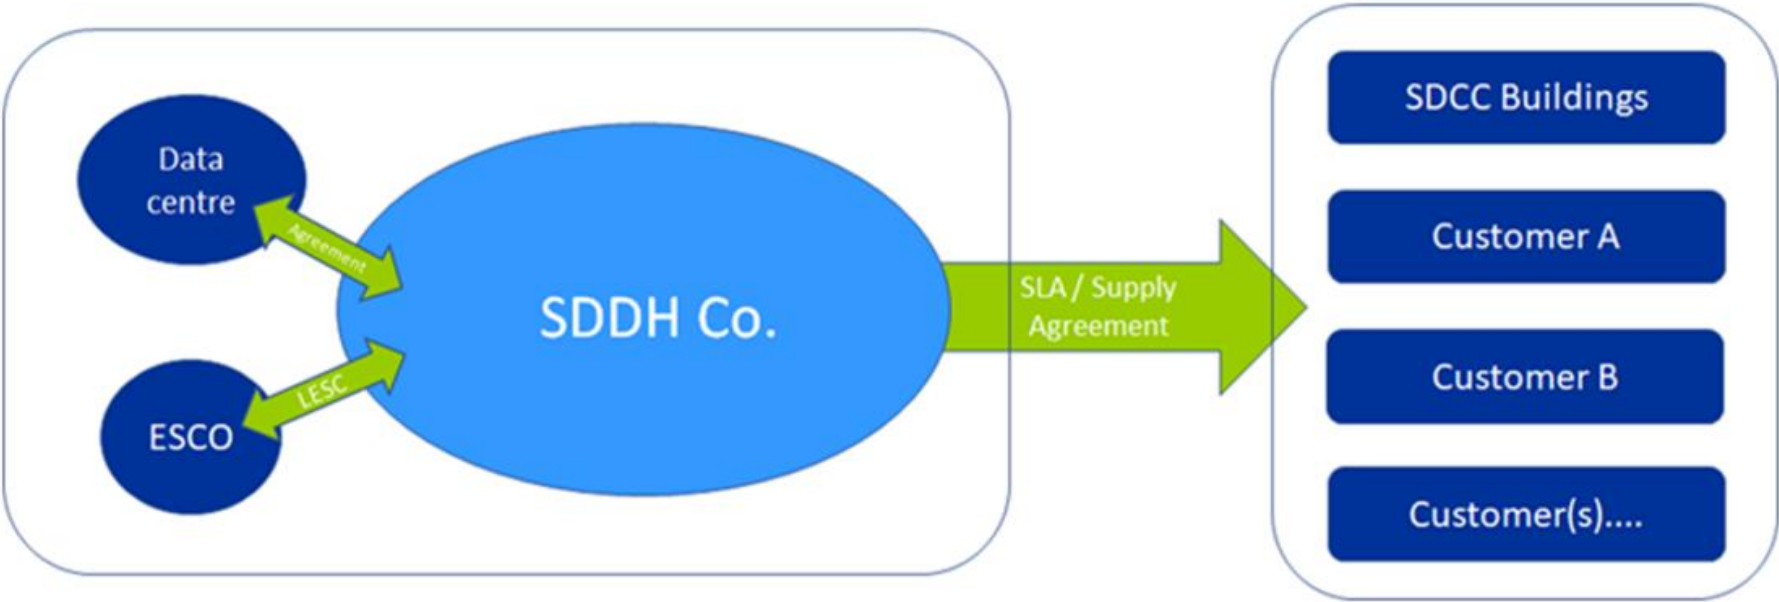 Data
centre
Agreement
SDDH Co.
LESC
ESCO
SLA / Supply
Agreement
SDCC Buildings
Customer A
Customer B
Customer(s)....